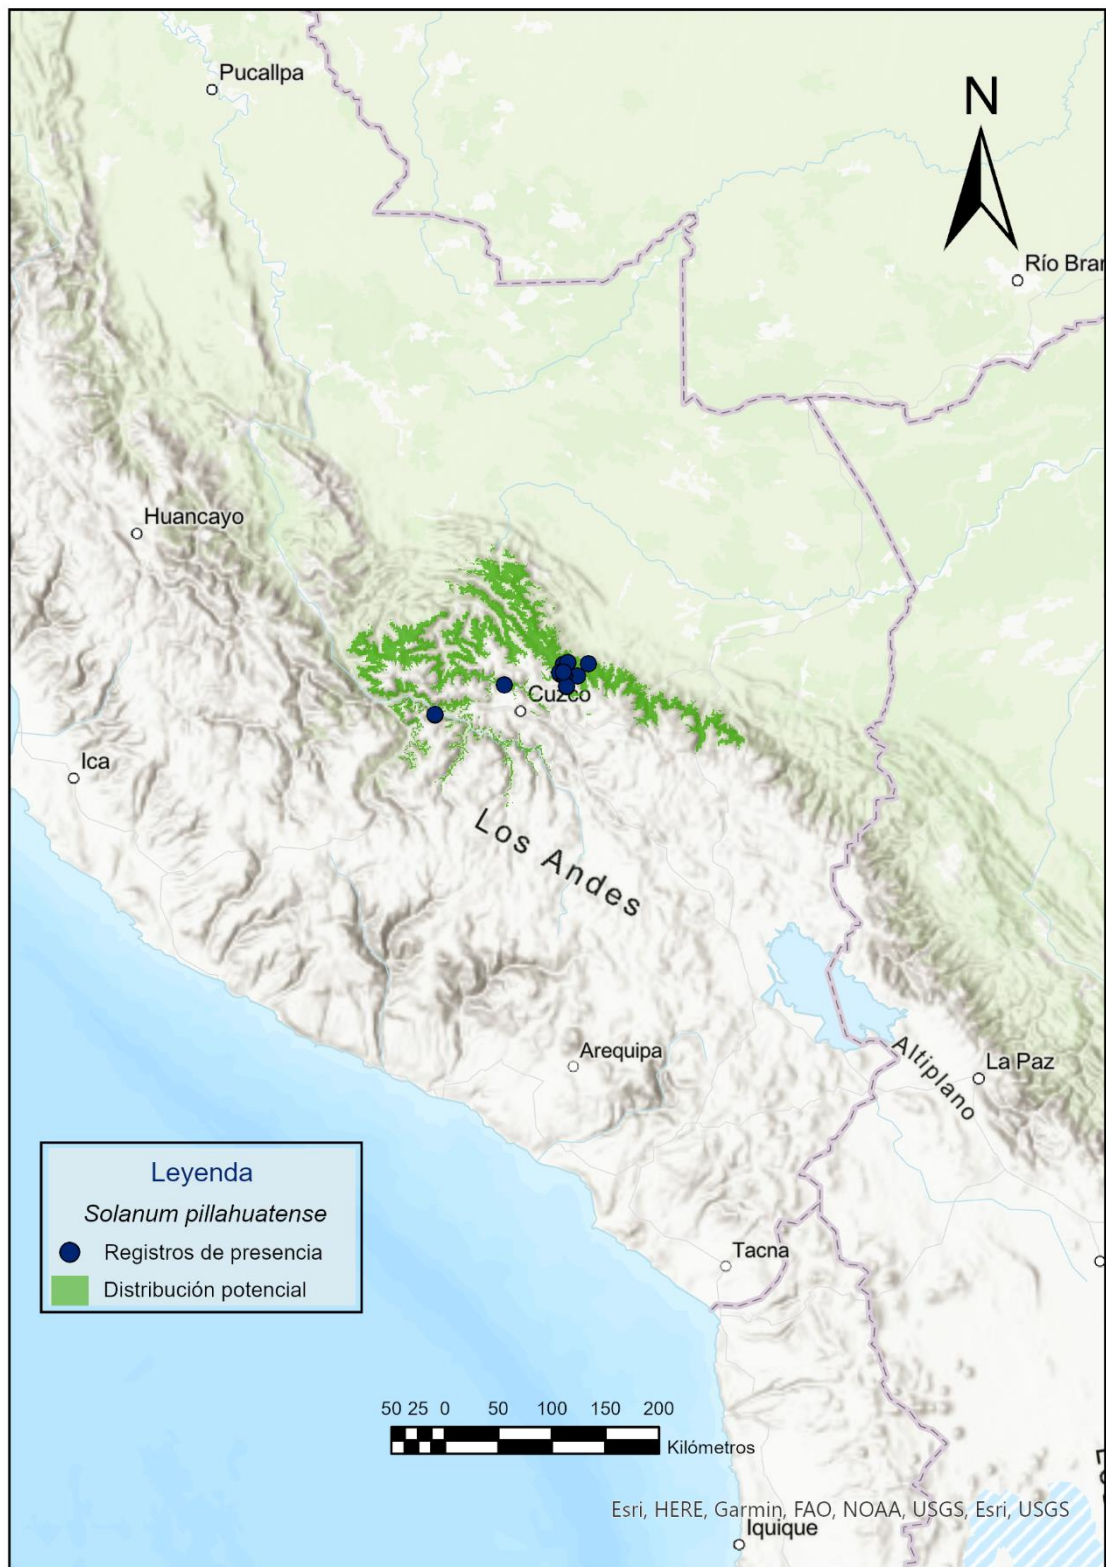 Pucallpa
N
Río Bran
Huancayo
Cuzco
Ica
Los Andes
Arequipa
Altiplano
La Paz
Leyenda
Solanum pillahuatense
Registros de presencia
Distribución potencial
Tacna
50 25 0 50 100 150 200
Kilómetros
Esri, HERE, Garmin, FAO, NOAA, USGS, Esri, USGS
Iquique